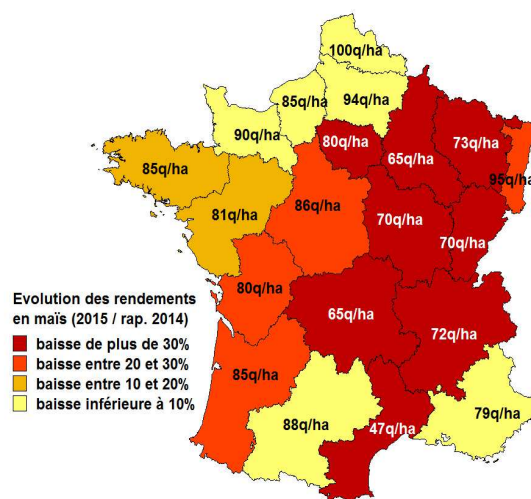 100q/ha
85q/ha
94q/ha
90q/ha
80q/ha
73q/ha
65q/ha
85q/ha
95q/ha
86q/ha
81q/ha
70q/ha
70q/ha
80q/ha
65q/ha
72q/ha
85q/ha
79q/ha
88q/ha
47q/ha
Evolution des rendements
en maïs (2015 / rap. 2014)
baisse de plus de 30%
baisse entre 20 et 30%
baisse entre 10 et 20%
baisse inférieure à 10%